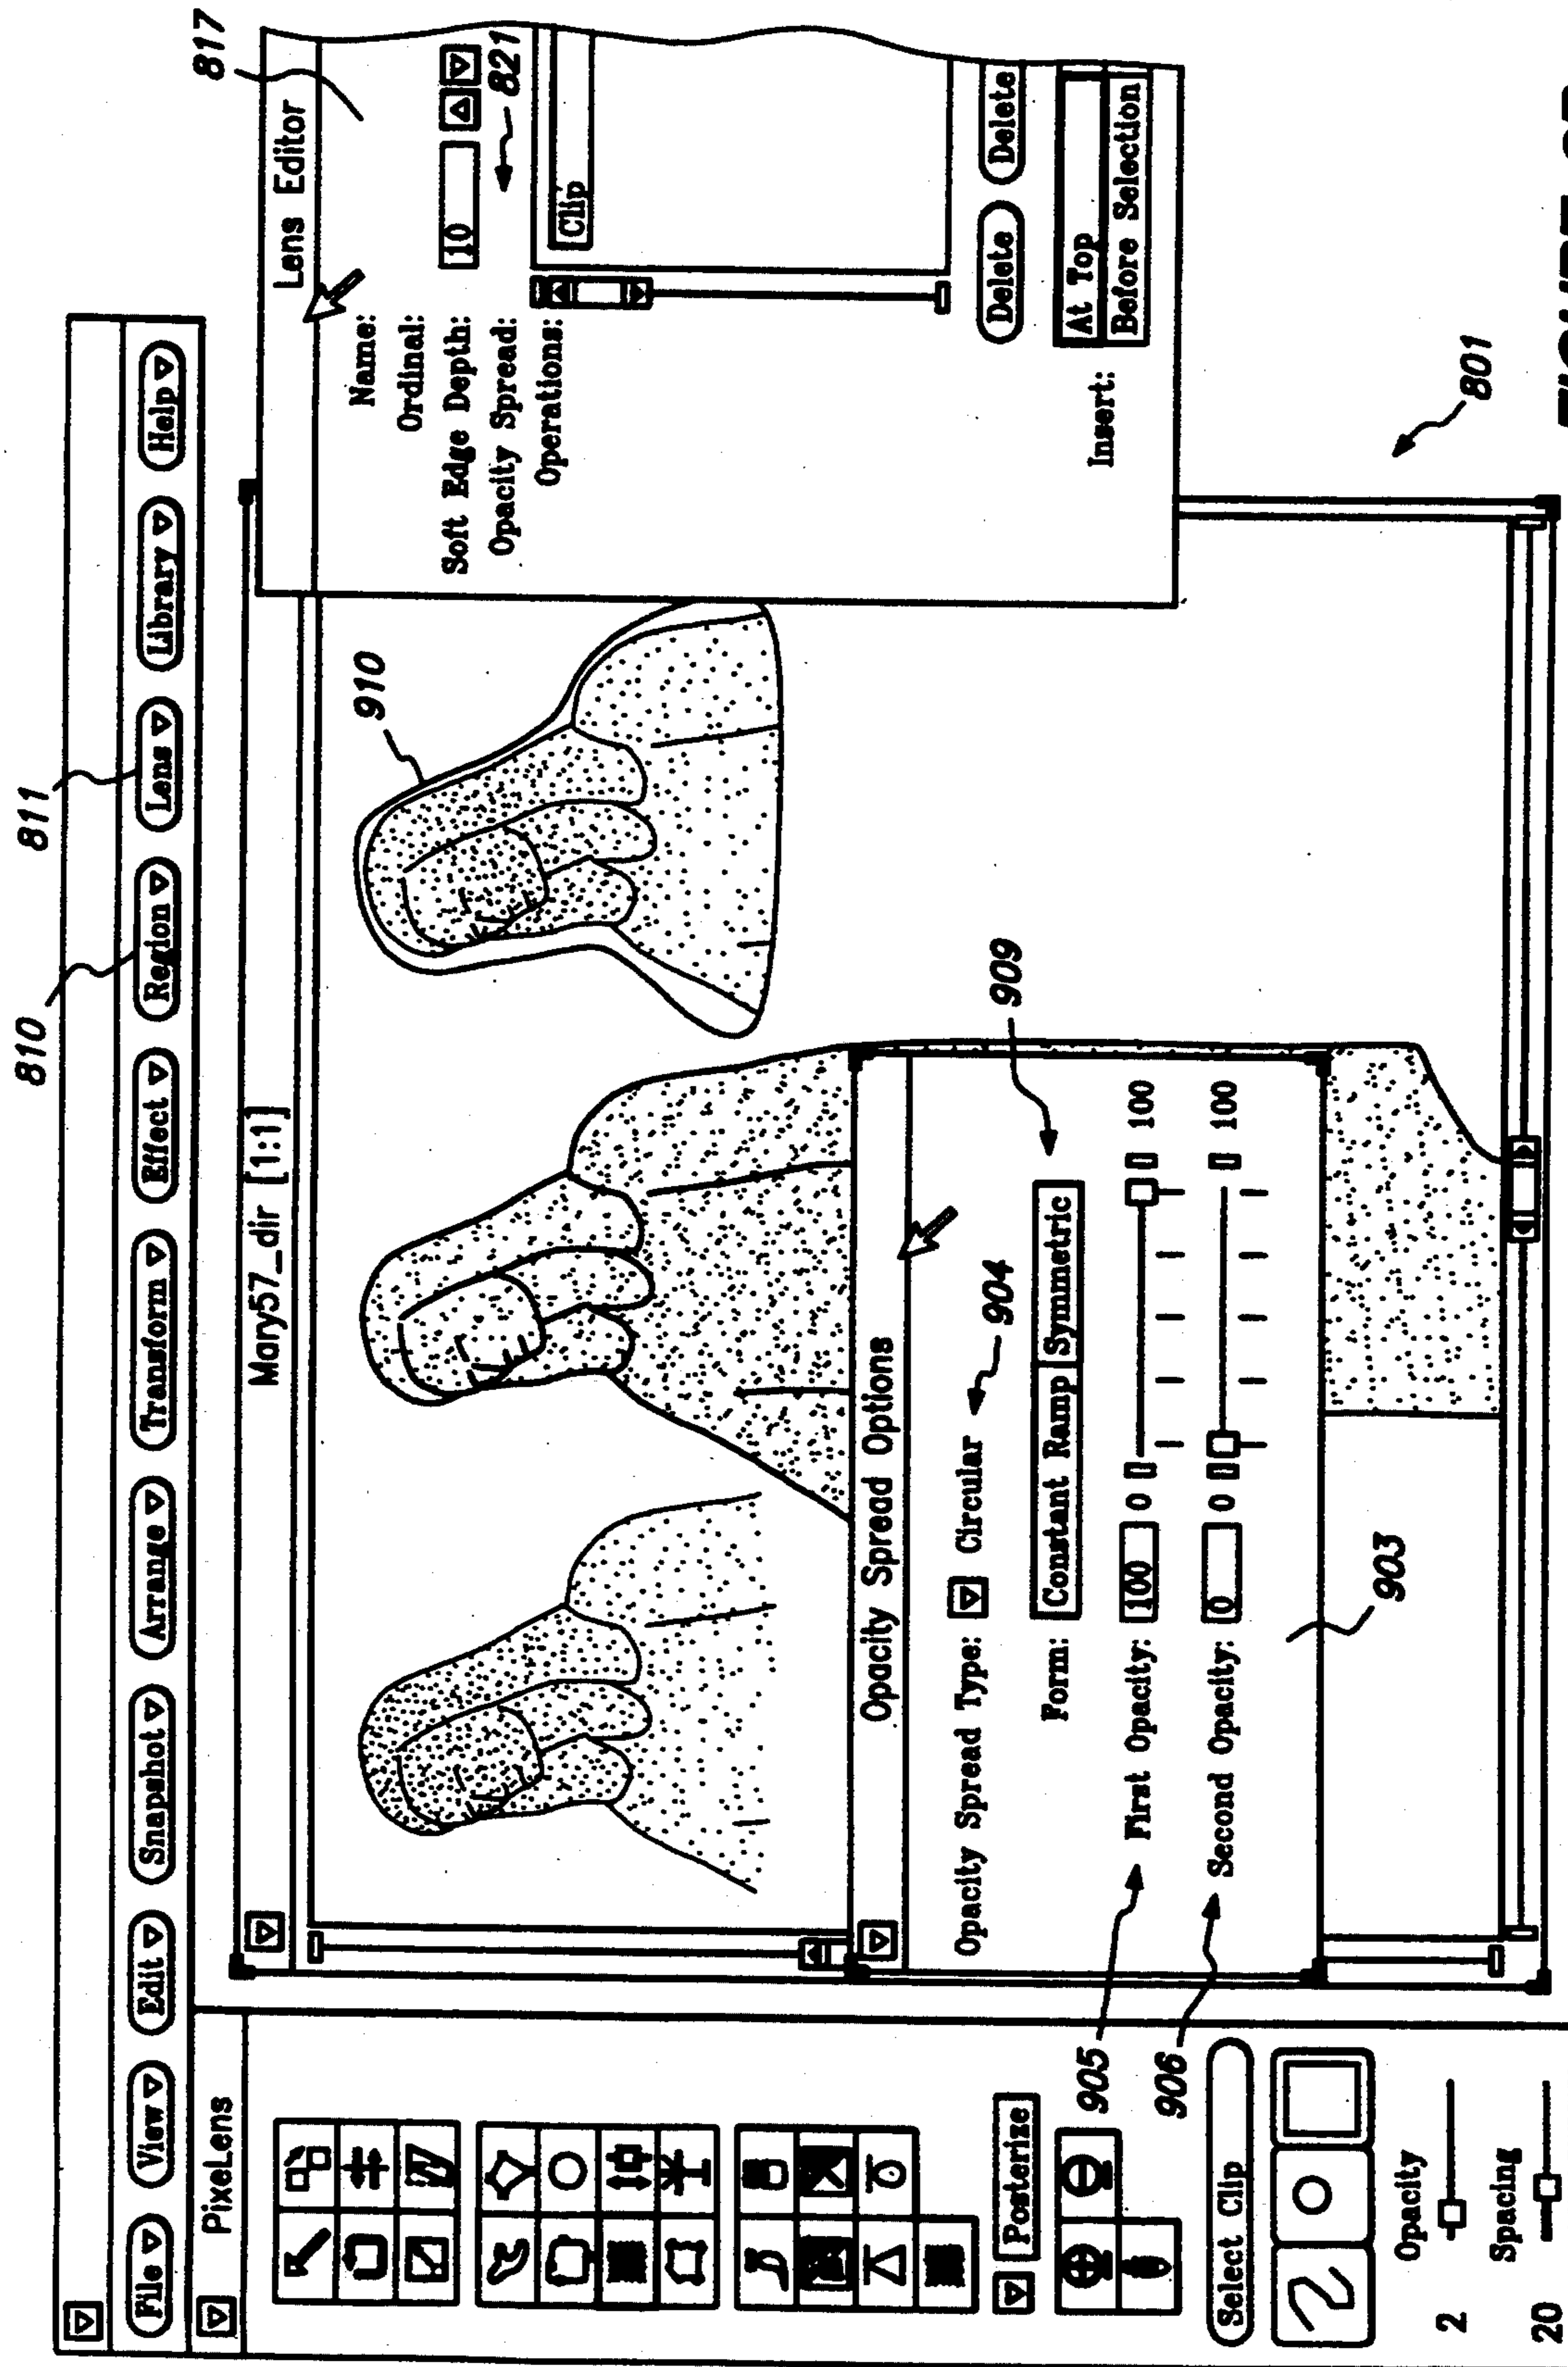 810
811
817
File View Edit Snapshot Arrange Transform Effect Region Lens Library Help
PixeLens
Mary57_dir [1:1]
Lens Editor
910
Name:
Ordinal:
Soft Edge Depth: 10
Opacity Spread:
821
Operations:
Clip
Delete Delete
Insert: At Top
Before Selection
Posterize
Opacity Spread Options
Opacity Spread Type: Circular
904
909
Form: Constant Ramp Symmetric
905
First Opacity: 100 0 100
906
Second Opacity: 0 0 100
903
Select Clip
Opacity
2
Spacing
20
801